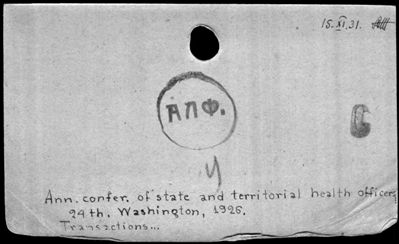 15.XI.31.
АПФ.
У
Ann. confer. of state and territorial health officers
24th, Washington, 1926.
Transactions...